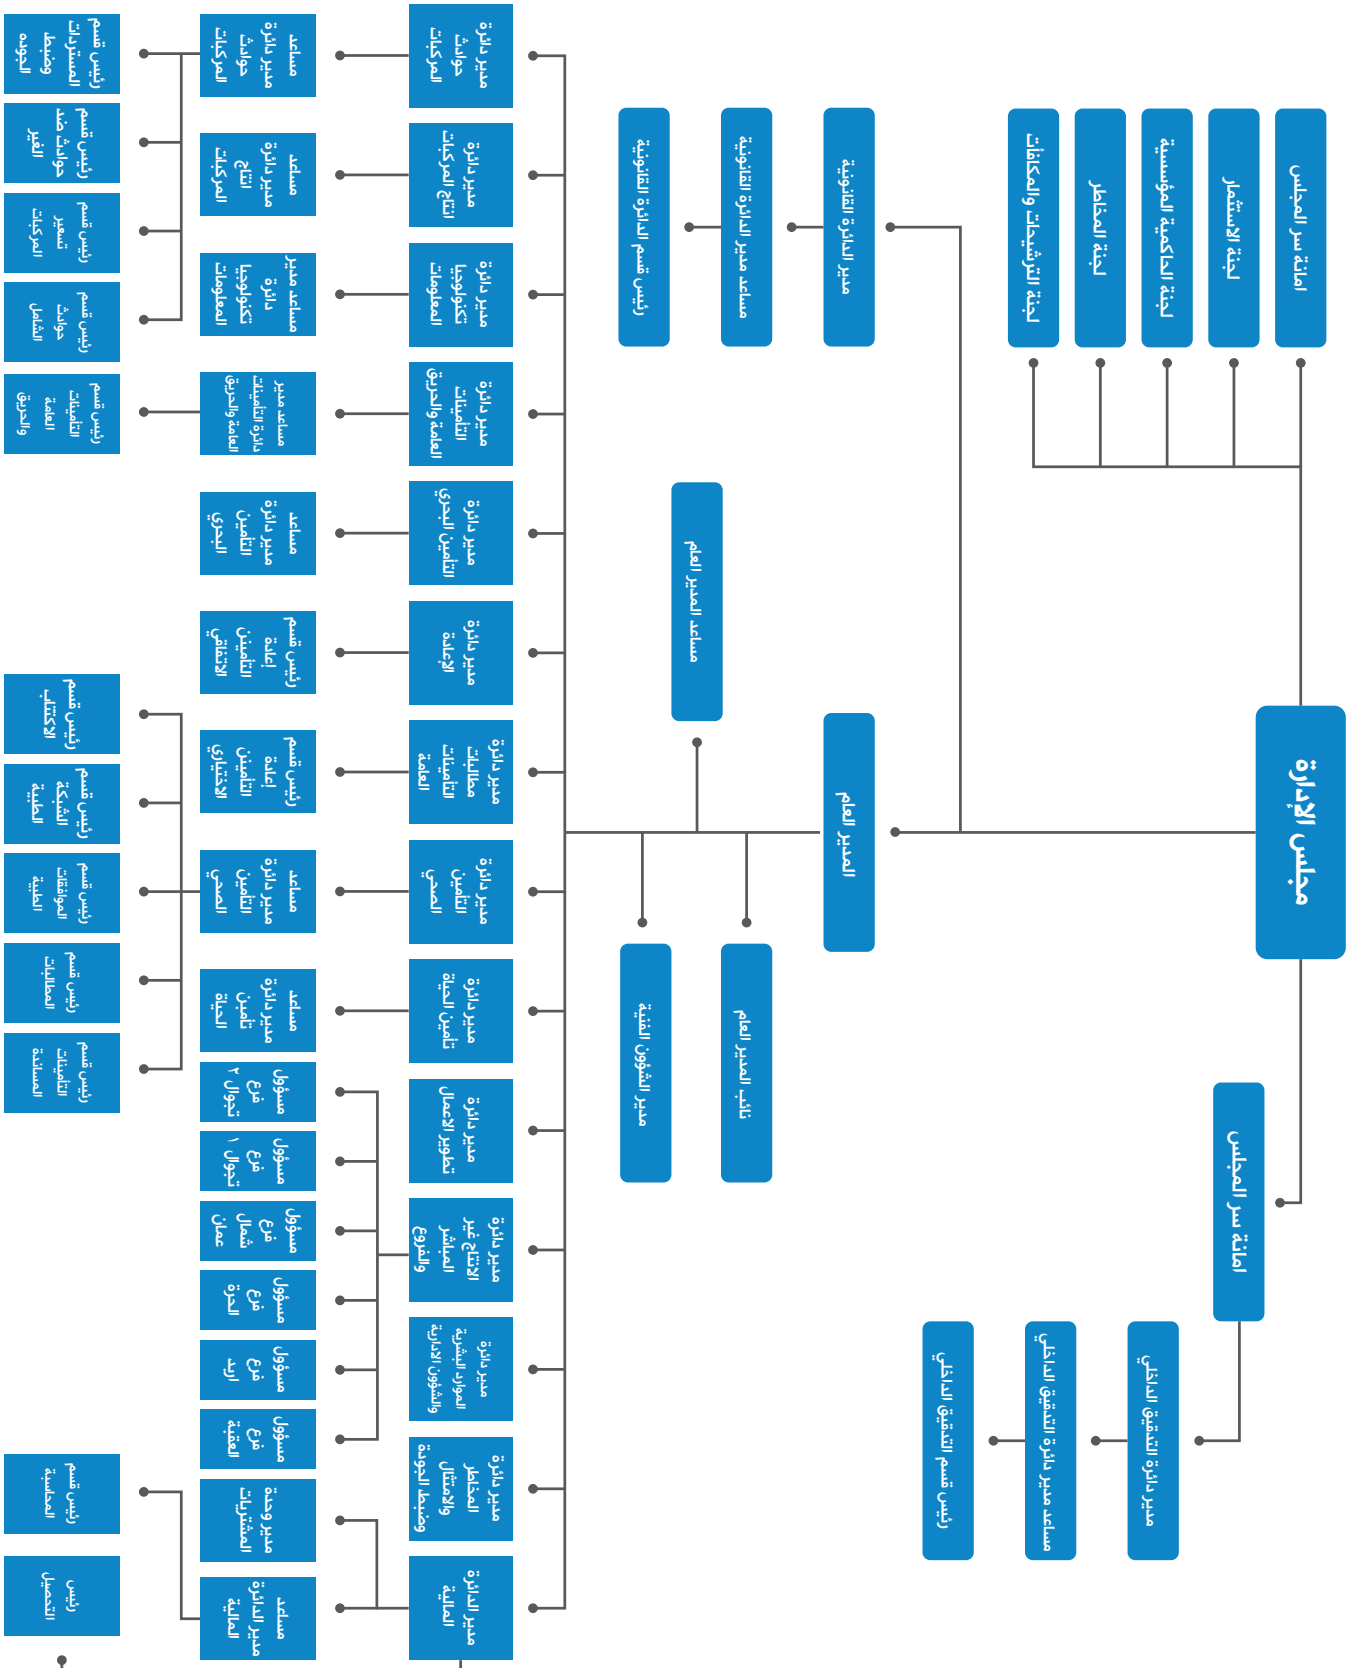 مجلس الإدارة
امانة سر المجلس
لجنة الاستثمار
لجنة الحاكمية المؤسسية
لجنة المخاطر
لجنة الترشيحات والمكافأت
امانة سر المجلس
مدير دائرة التدقيق الداخلي
مساعد مدير دائرة التدقيق الداخلي
رئيس قسم التدقيق الداخلي
مدير الدائرة القانونية
مساعد مدير الدائرة القانونية
رئيس قسم الدائرة القانونية
المدير العام
مساعد المدير العام
نائب المدير العام
مدير الشؤون الفنية
مدير دائرة
حوادث
المركبات
مدير دائرة
انتاج المركبات
مدير دائرة
تكنولوجيا
المعلومات
مدير دائرة
التأمينات
العامة والحريق
مدير دائرة
التأمين البحري
مدير دائرة
الإعادة
مدير دائرة
مطالبات
التأمينات
العامة
مدير دائرة
التأمين
الصحي
مدير دائرة
تأمين الحياة
مدير دائرة
تطوير الاعمال
مدير دائرة
الانتاج غير
المباشر
والفروع
مدير دائرة
الموارد البشرية
والشؤون الادارية
مدير دائرة
المخاطر
والامتثال
وضبط الجودة
مدير الدائرة
المالية
مساعد
مدير دائرة
حوادث
المركبات
مساعد
مدير دائرة
انتاج
المركبات
مساعد مدير
دائرة
تكنولوجيا
المعلومات
مساعد مدير
دائرة التأمينات
العامة والحريق
مساعد
مدير دائرة
التأمين
البحري
رئيس قسم
إعادة
التأمينن
الاتفاقي
رئيس قسم
إعادة
التأمينن
الاختياري
مساعد
مدير دائرة
التأمين
الصحي
مساعد
مدير دائرة
تأمين
الحياة
مسؤول
فرع
تجوال ٢
مسؤول
فرع
تجوال ١
مسؤول
فرع
شمال
عمان
مسؤول
فرع
الحرة
مسؤول
فرع
اربد
مسؤول
فرع
العقبة
مدير وحدة
المشتريات
مساعد
مدير الدائرة
المالية
رئيس قسم
المستردات
وضبط
الجوده
رئيس قسم
حوادث ضد
الغير
رئيس قسم
تسعير
المركبات
رئيس قسم
حوادث
الشامل
رئيس قسم
التأمينات
العامة
والحريق
رئيس قسم
الاكتتاب
رئيس قسم
الشبكة
الطبية
رئيس قسم
الموافقات
الطبية
رئيس قسم
المطالبات
رئيس قسم
التأمينات
المساندة
رئيس قسم
المحاسبة
رئيس
التحصيل